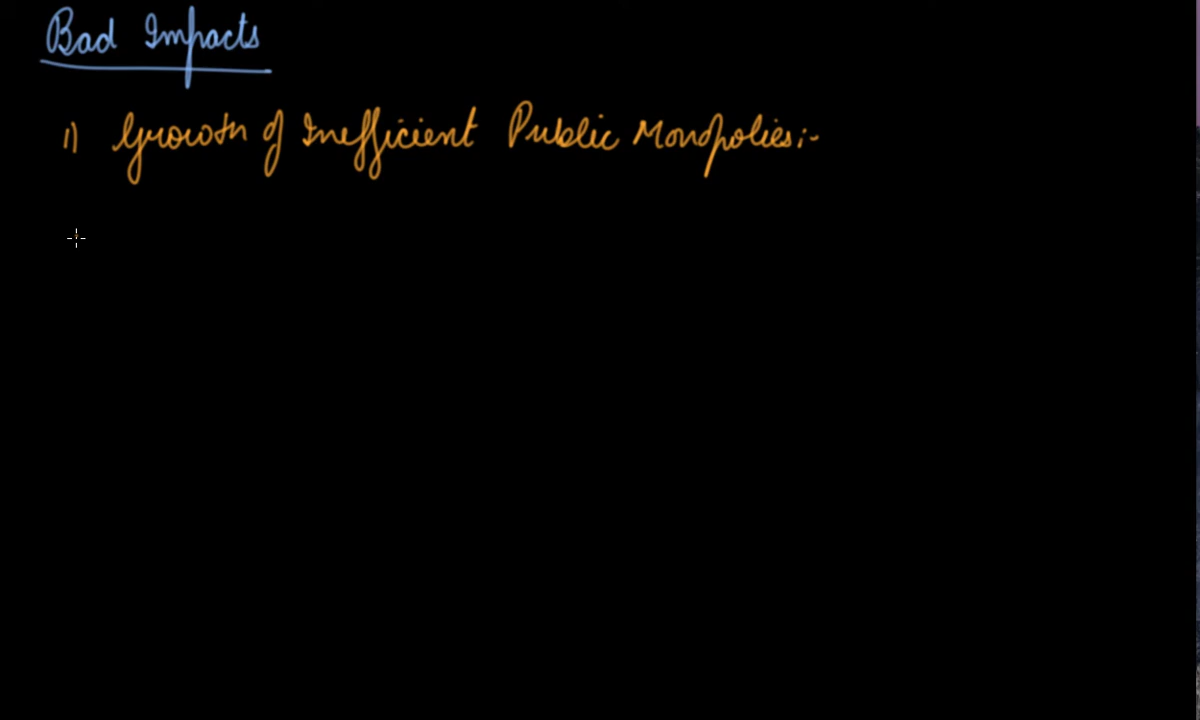 Bad Impacts
1) Growth of Inefficient Public Monopolies:-